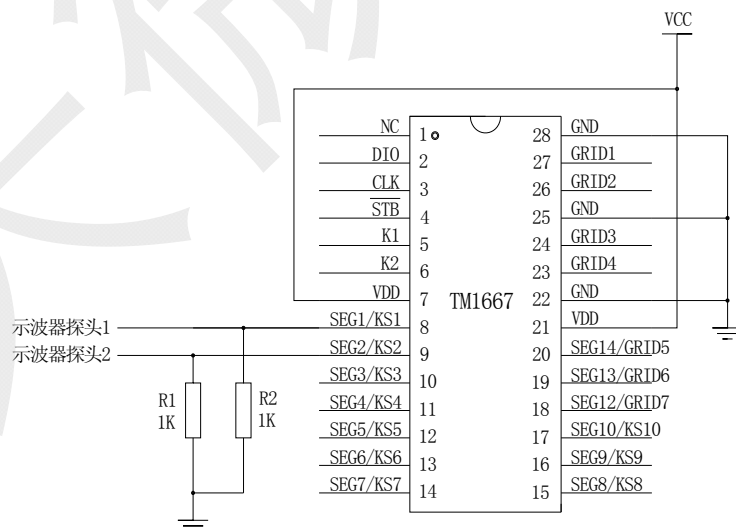 VCC
NC 1 28 GND
DIO 2 27 GRID1
CLK 3 26 GRID2
STB 4 25 GND
K1 5 24 GRID3
K2 6 23 GRID4
VDD 7 TM1667 22 GND
示波器探头1 SEG1/KS1 8 21 VDD
示波器探头2 SEG2/KS2 9 20 SEG14/GRID5
SEG3/KS3 10 19 SEG13/GRID6
R1 1K R2 1K SEG4/KS4 11 18 SEG12/GRID7
SEG5/KS5 12 17 SEG10/KS10
SEG6/KS6 13 16 SEG9/KS9
SEG7/KS7 14 15 SEG8/KS8